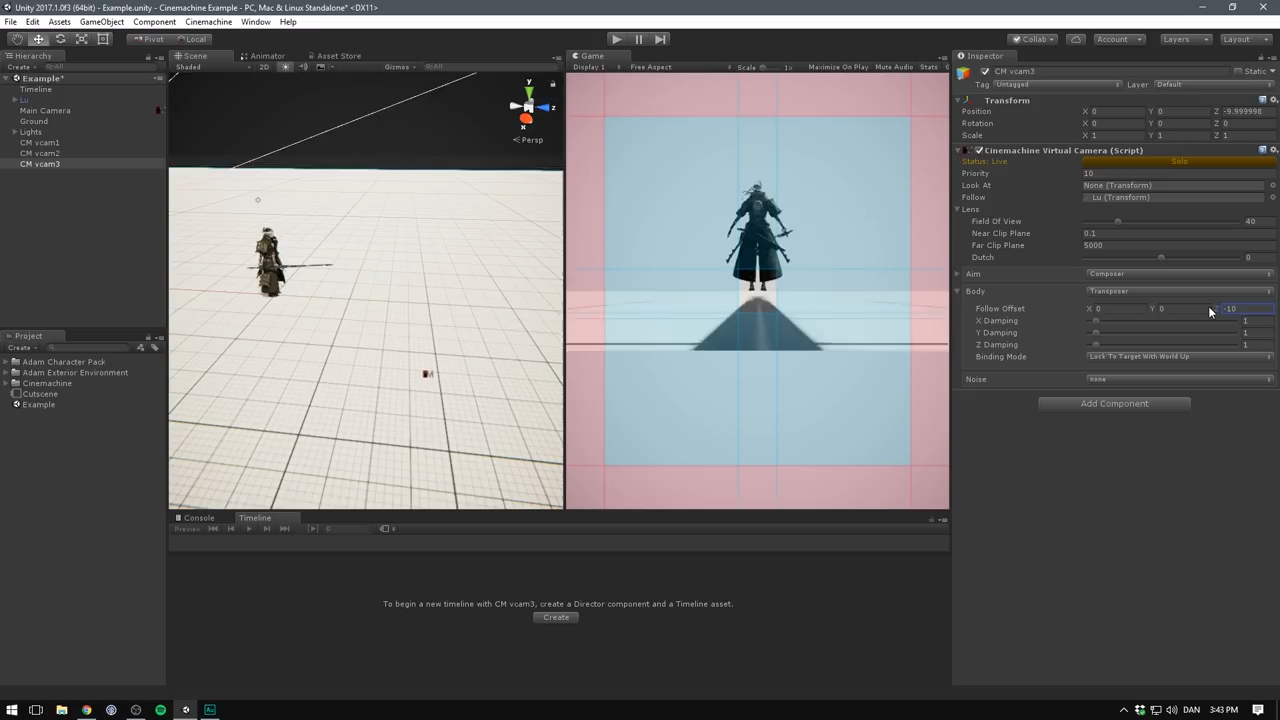 Unity 2017.1.0f3 (64bit) - Example.unity - Cinemachine Example - PC, Mac & Linux Standalone* <DX11>
File Edit Assets GameObject Component Cinemachine Window Help
Pivot Local Collab Account Layers Layout
Hierarchy
Create All
Example*
Timeline
Lu
Main Camera
Ground
Lights
CM vcam1
CM vcam2
CM vcam3
Project
Create
Adam Character Pack
Adam Exterior Environment
Cinemachine
Cutscene
Example
Scene Animator Asset Store
Shaded 2D Gizmos All
y
z
x
Persp
Game
Display 1 Free Aspect Scale 1x Maximize On Play Mute Audio Stats
Console Timeline
Preview 0
To begin a new timeline with CM vcam3, create a Director component and a Timeline asset.
Create
Inspector
CM vcam3 Static
Tag Untagged Layer Default
Transform
Position X 0 Y 0 Z -9.999998
Rotation X 0 Y 0 Z 0
Scale X 1 Y 1 Z 1
Cinemachine Virtual Camera (Script)
Status: Live Solo
Priority 10
Look At None (Transform)
Follow Lu (Transform)
Lens
Field Of View 40
Near Clip Plane 0.1
Far Clip Plane 5000
Dutch 0
Aim Composer
Body Transposer
Follow Offset X 0 Y 0 -10
X Damping 1
Y Damping 1
Z Damping 1
Binding Mode Lock To Target With World Up
Noise none
Add Component
Au
DAN 3:43 PM